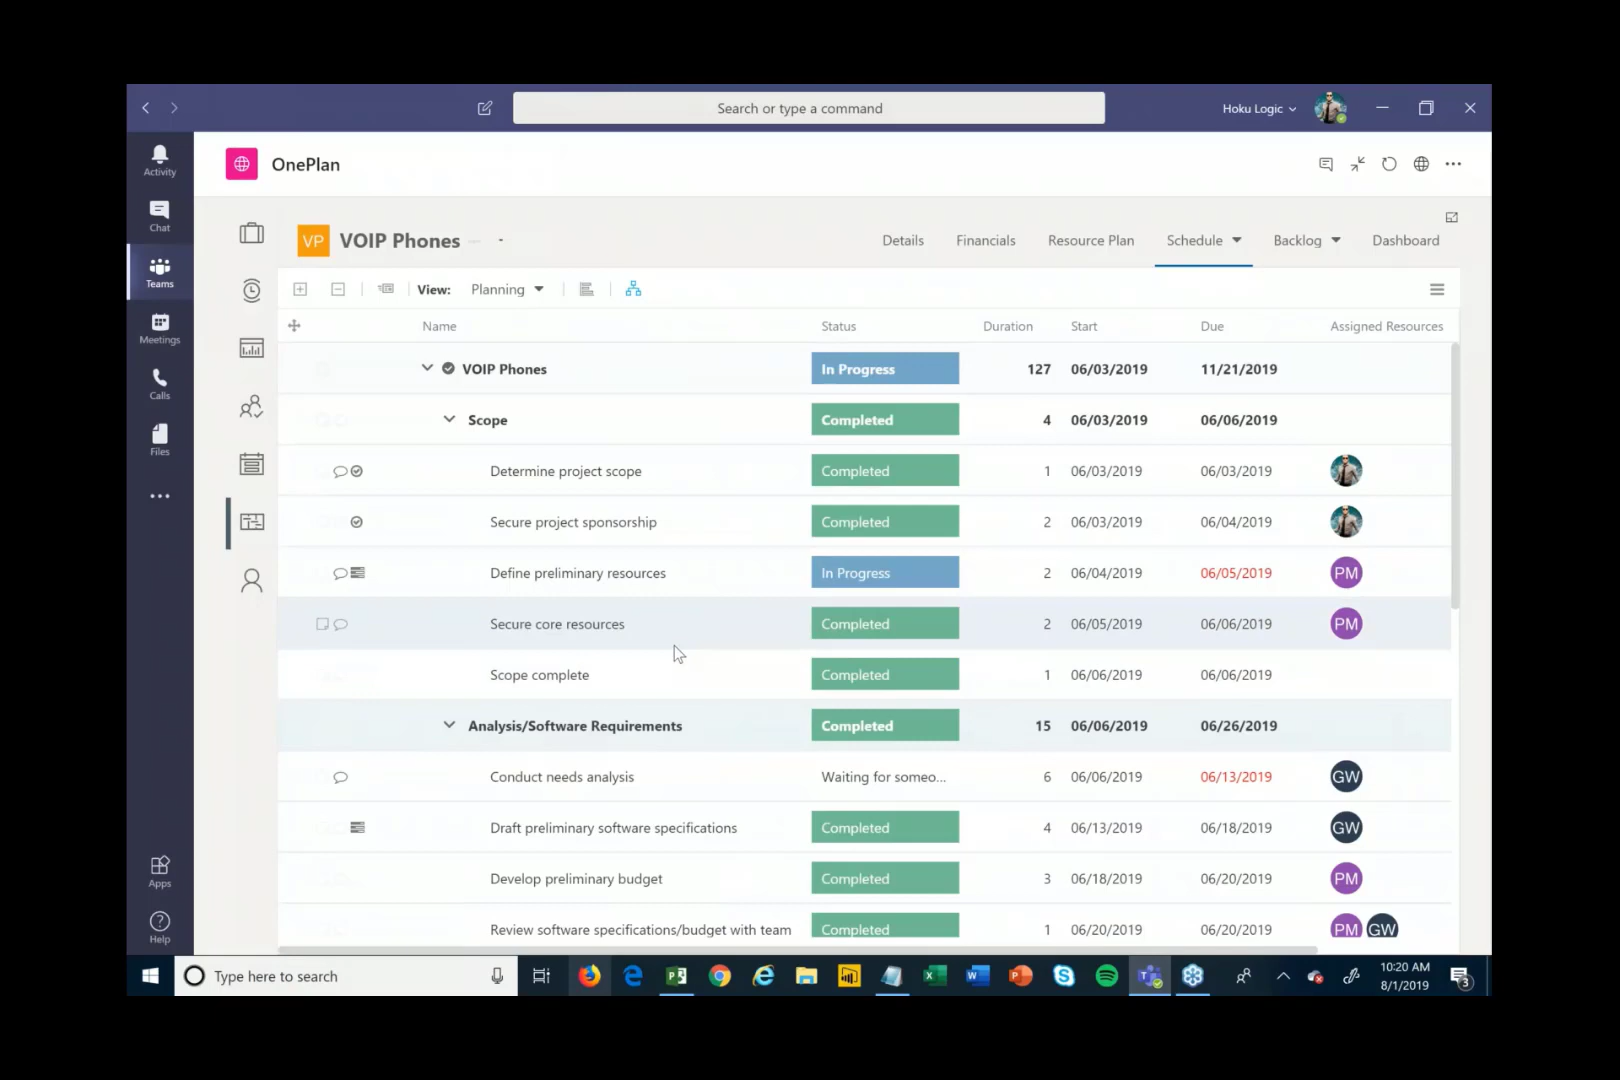 Search or type a command
Hoku Logic
Activity
OnePlan
Chat
VP VOIP Phones
Details Financials Resource Plan Schedule Backlog Dashboard
Teams
View: Planning
Meetings
Name Status Duration Start Due Assigned Resources
VOIP Phones In Progress 127 06/03/2019 11/21/2019
Calls
Scope Completed 4 06/03/2019 06/06/2019
Files
Determine project scope Completed 1 06/03/2019 06/03/2019
Secure project sponsorship Completed 2 06/03/2019 06/04/2019
Define preliminary resources In Progress 2 06/04/2019 06/05/2019 PM
Secure core resources Completed 2 06/05/2019 06/06/2019 PM
Scope complete Completed 1 06/06/2019 06/06/2019
Analysis/Software Requirements Completed 15 06/06/2019 06/26/2019
Conduct needs analysis Waiting for someo... 6 06/06/2019 06/13/2019 GW
Draft preliminary software specifications Completed 4 06/13/2019 06/18/2019 GW
Develop preliminary budget Completed 3 06/18/2019 06/20/2019 PM
Apps
Review software specifications/budget with team Completed 1 06/20/2019 06/20/2019 PM GW
Help
Type here to search
10:20 AM
8/1/2019
3